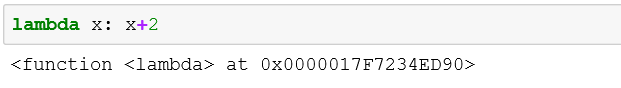 lambda x: x+2
<function <lambda> at 0x0000017F7234ED90>